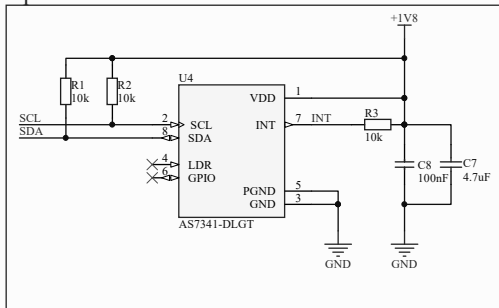 +1V8
U4
R1
10k
R2
10k
VDD
1
SCL
2
SCL
INT
7
INT
R3
10k
SDA
8
SDA
4
LDR
6
GPIO
C8
100nF
C7
4.7uF
PGND
5
GND
3
AS7341-DLGT
GND
GND